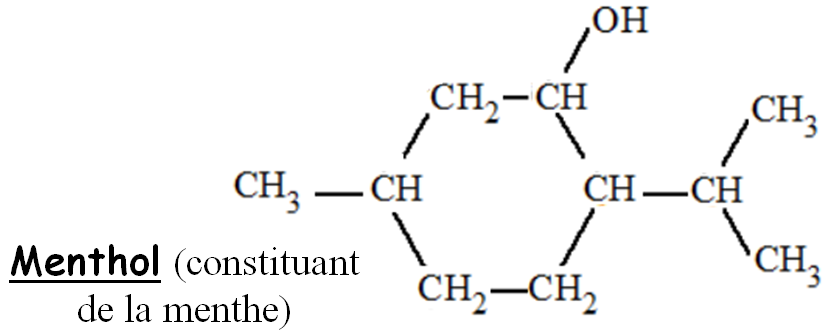 OH
CH₂ CH
CH₃
CH₃ CH CH CH
CH₃
CH₂ CH₂
Menthol (constituant
de la menthe)